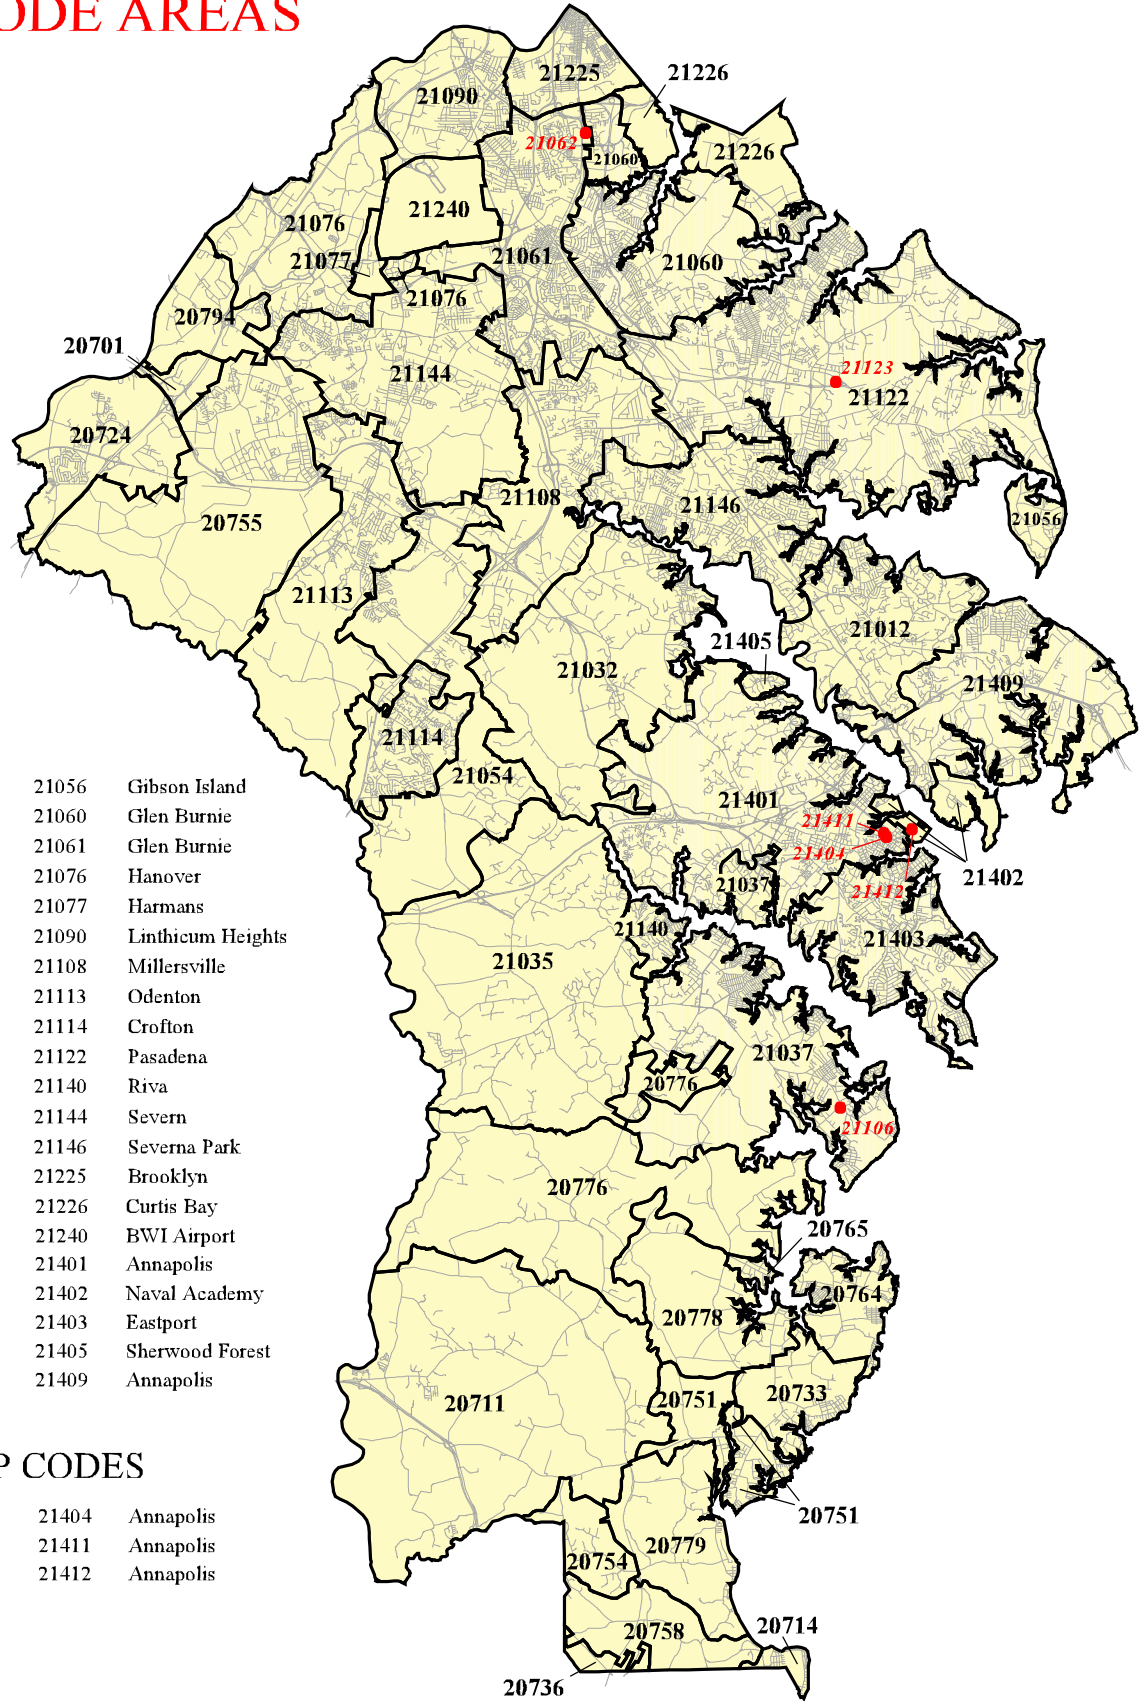 ODE AREAS
21225
21226
21090
21062
21060
21226
21076
21240
21077
21061
21060
21076
20794
20701
21144
21123
21122
20724
21108
21146
20755
21056
21113
21012
21405
21032
21409
21114
21054
21401
21411
21404
21412
21402
21037
21140
21403
21035
21037
20776
21106
20776
20765
20764
20778
20711
20751
20733
20751
20779
20754
20758
20714
20736
21056 Gibson Island
21060 Glen Burnie
21061 Glen Burnie
21076 Hanover
21077 Harmans
21090 Linthicum Heights
21108 Millersville
21113 Odenton
21114 Crofton
21122 Pasadena
21140 Riva
21144 Severn
21146 Severna Park
21225 Brooklyn
21226 Curtis Bay
21240 BWI Airport
21401 Annapolis
21402 Naval Academy
21403 Eastport
21405 Sherwood Forest
21409 Annapolis
P CODES
21404 Annapolis
21411 Annapolis
21412 Annapolis